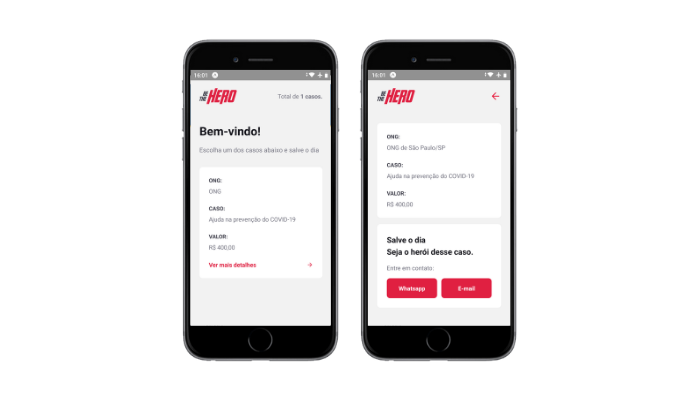 16:01
BE THE HERO
Total de 1 casos.
Bem-vindo!
Escolha um dos casos abaixo e salve o dia
ONG:
ONG
CASO:
Ajuda na prevenção do COVID-19
VALOR:
R$ 400,00
Ver mais detalhes
16:01
BE THE HERO
ONG:
ONG de São Paulo/SP
CASO:
Ajuda na prevenção do COVID-19
VALOR:
R$ 400,00
Salve o dia
Seja o herói desse caso.
Entre em contato:
Whatsapp
E-mail